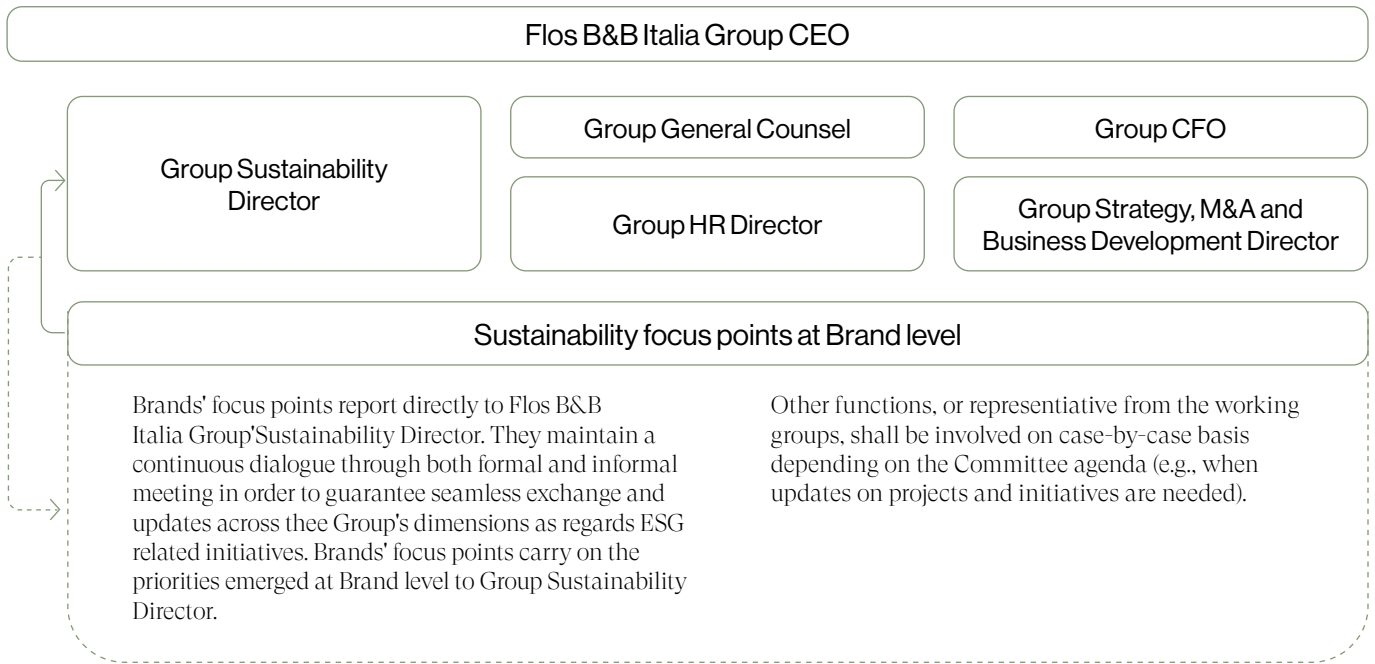 Flos B&B Italia Group CEO
Group Sustainability
Director
Group General Counsel
Group CFO
Group HR Director
Group Strategy, M&A and
Business Development Director
Sustainability focus points at Brand level
Brands' focus points report directly to Flos B&B
Italia Group'Sustainability Director. They maintain a
continuous dialogue through both formal and informal
meeting in order to guarantee seamless exchange and
updates across thee Group's dimensions as regards ESG
related initiatives. Brands' focus points carry on the
priorities emerged at Brand level to Group Sustainability
Director.
Other functions, or representative from the working
groups, shall be involved on case-by-case basis
depending on the Committee agenda (e.g., when
updates on projects and initiatives are needed).